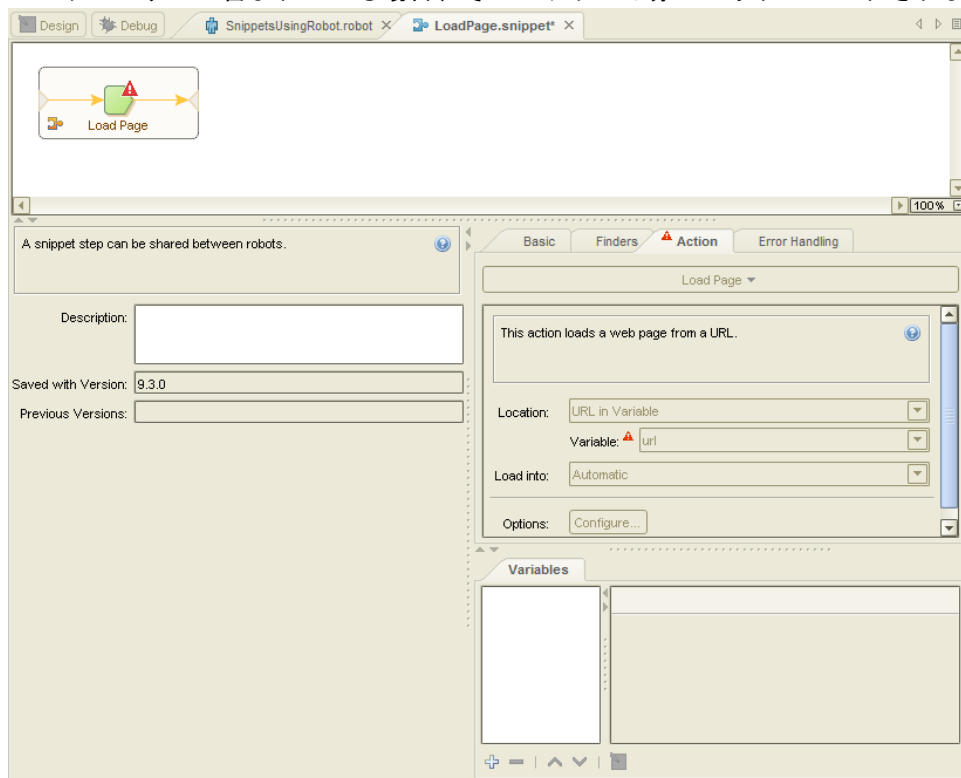 Design
Debug
SnippetsUsingRobot.robot
LoadPage.snippet*
Load Page
100%
A snippet step can be shared between robots.
Description:
Saved with Version: 9.3.0
Previous Versions:
Basic
Finders
Action
Error Handling
Load Page
This action loads a web page from a URL.
Location: URL in Variable
Variable: url
Load into: Automatic
Options: Configure...
Variables